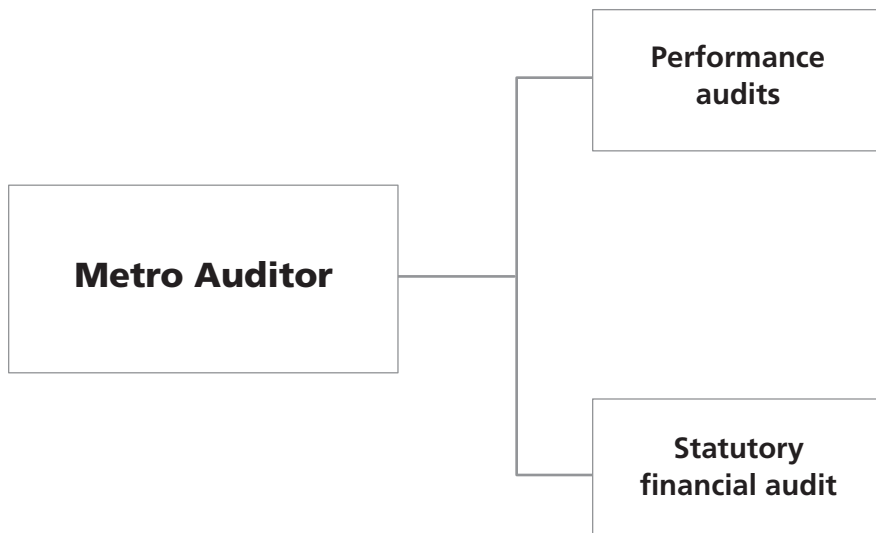 Performance
audits
Metro Auditor
Statutory
financial audit